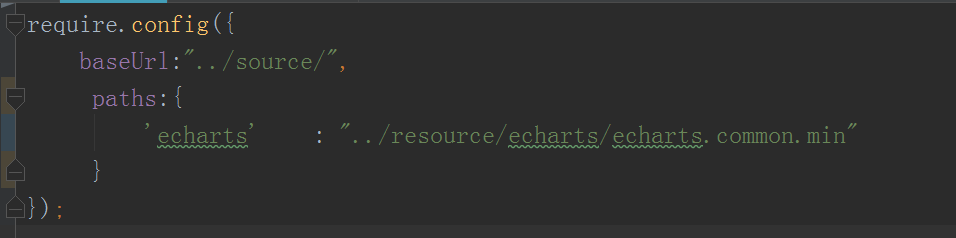 require.config({
baseUrl:"../source/",
paths:{
'echarts' : "../resource/echarts/echarts.common.min"
}
});